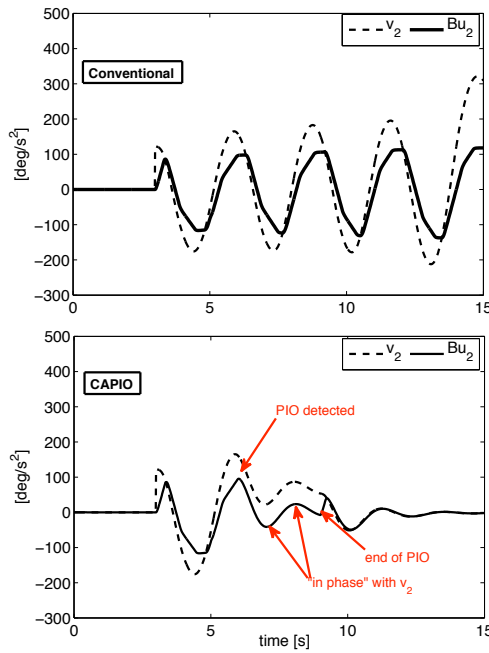 500
400
300
200
100
0
−100
−200
−300
[deg/s²]
Conventional
v₂ Bu₂
0 5 10 15
500
400
300
200
100
0
−100
−200
−300
[deg/s²]
CAPIO
v₂ Bu₂
PIO detected
end of PIO
"in phase" with v₂
0 5 10 15
time [s]